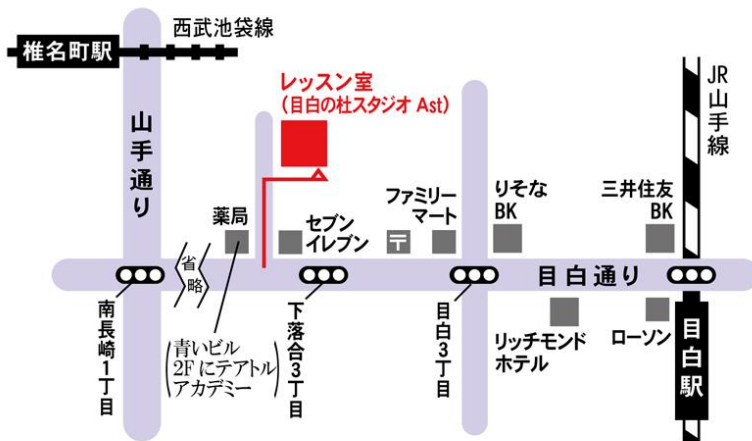 西武池袋線
椎名町駅
JR山手線
レッスン室
(目白の杜スタジオ Ast)
山手通り
薬局
セブン
イレブン
〒
ファミリー
マート
りそな
BK
三井住友
BK
省略
目白通り
南長崎1丁目
(青いビル
2Fにテアトル
アカデミー)
下落合3丁目
目白3丁目
リッチモンド
ホテル
ローソン
目白駅